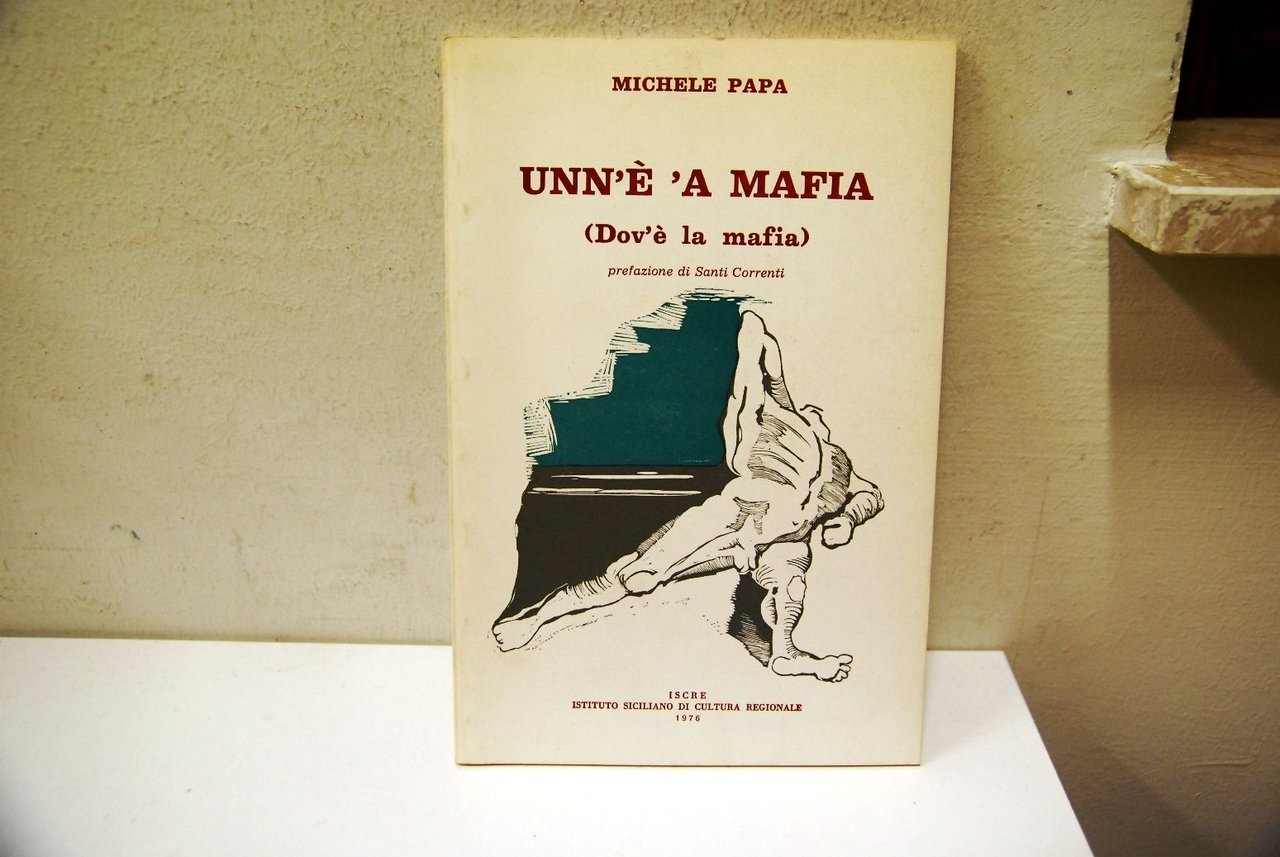 MICHELE PAPA
UNN'È 'A MAFIA
(Dov'è la mafia)
prefazione di Santi Correnti
ISCRE
ISTITUTO SICILIANO DI CULTURA REGIONALE
1976